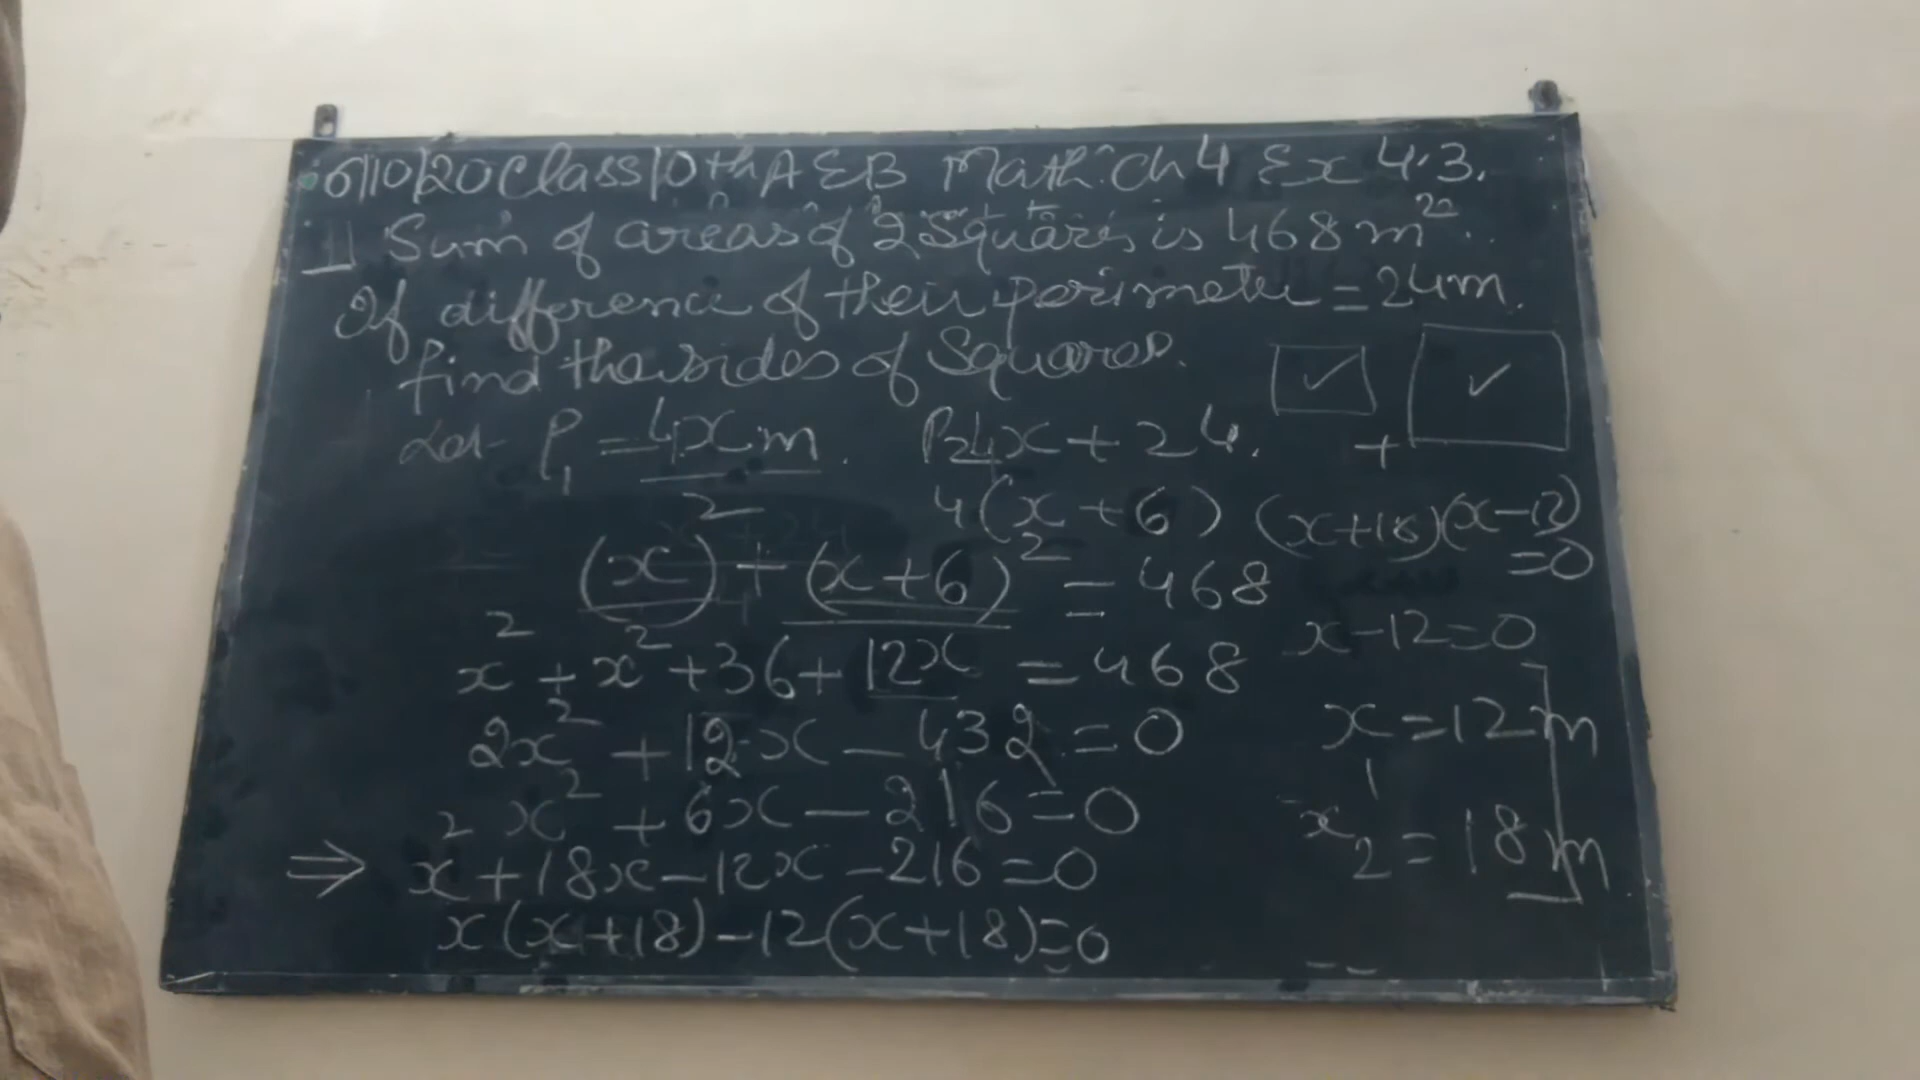 6/10/20 Class 10th A & B Math: Ch 4 Ex 4.3.
1] Sum of areas of 2 Squares is 468 m².
If difference of their perimeter = 24m.
find the sides of Squares.
Let P₁ = 4x m. P₂ 4x + 24.
4(x + 6)
(x)² + (x + 6)² = 468
x² + x² + 36 + 12x = 468
2x² + 12x - 432 = 0
x² + 6x - 216 = 0
⇒ x² + 18x - 12x - 216 = 0
x(x + 18) - 12(x + 18) = 0
+
(x+18)(x-12)
= 0
x - 12 = 0
x₁ = 12 m
x₂ = 18 m